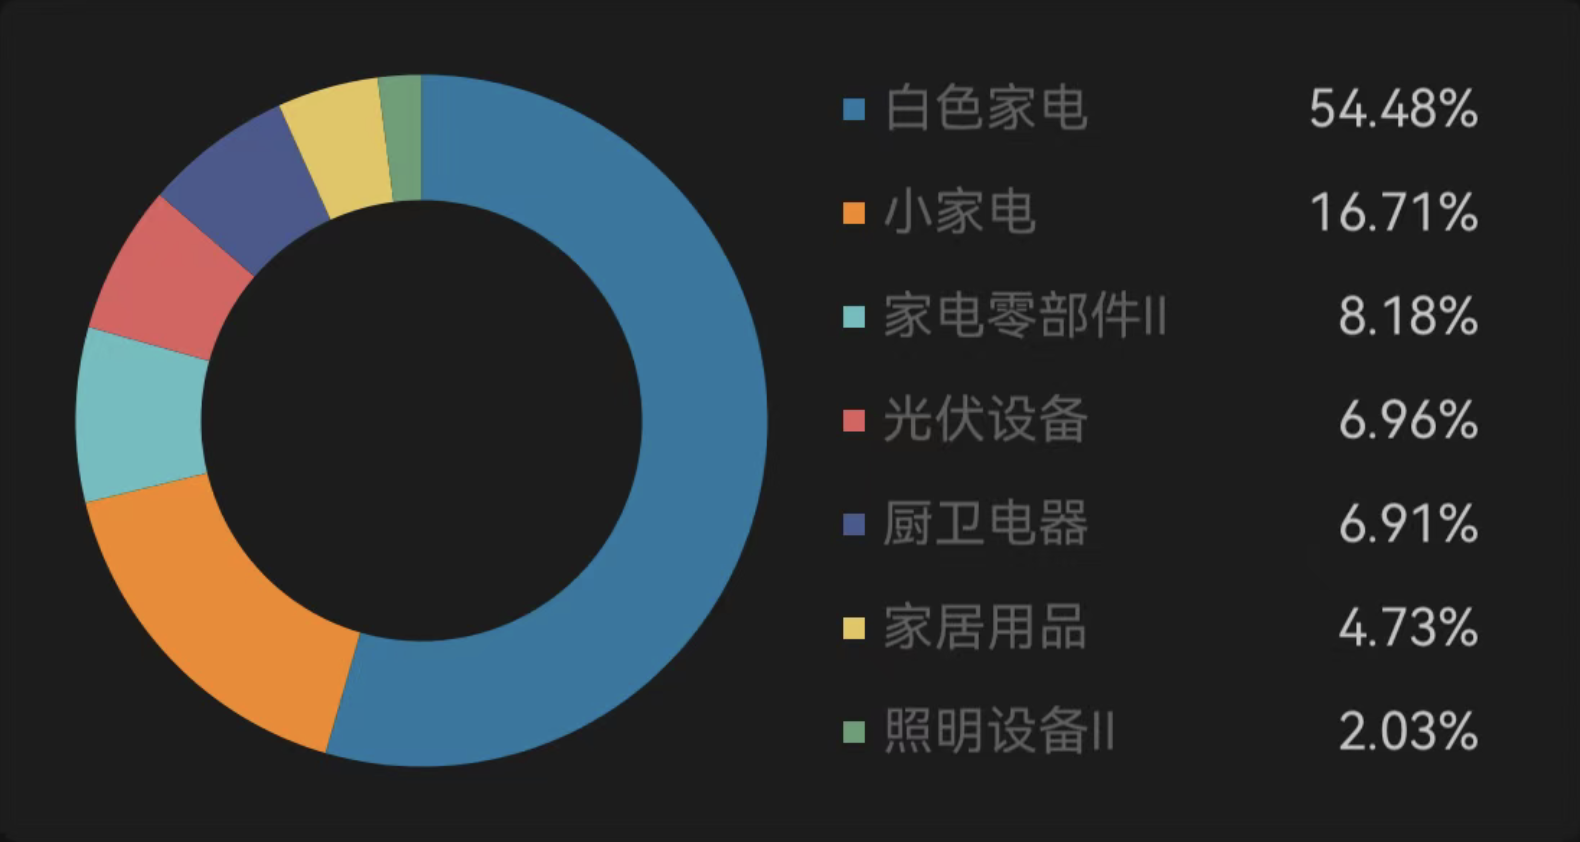 白色家电 54.48%
小家电 16.71%
家电零部件II 8.18%
光伏设备 6.96%
厨卫电器 6.91%
家居用品 4.73%
照明设备II 2.03%